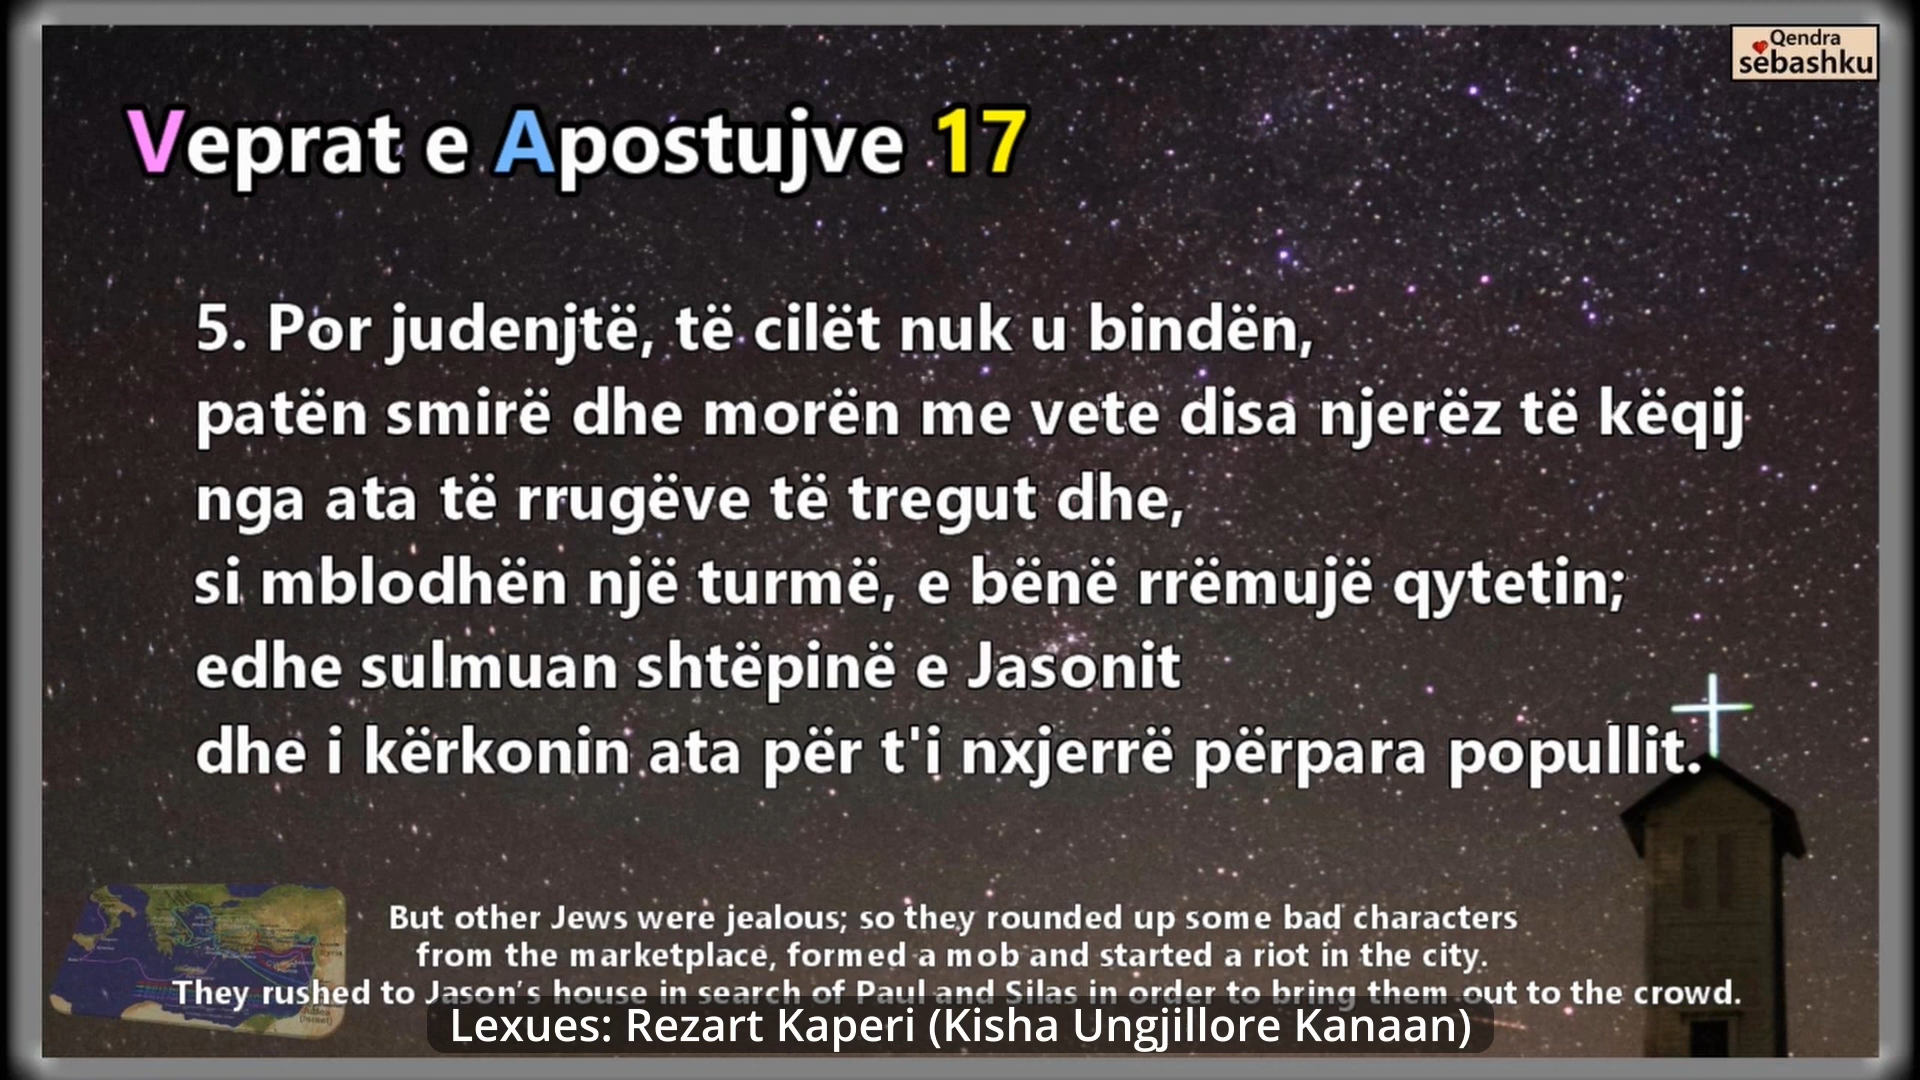 Qendra
sebashku
Veprat e Apostujve 17
5. Por judenjtë, të cilët nuk u bindën,
patën smirë dhe morën me vete disa njerëz të këqij
nga ata të rrugëve të tregut dhe,
si mblodhën një turmë, e bënë rrëmujë qytetin;
edhe sulmuan shtëpinë e Jasonit
dhe i kërkonin ata për t'i nxjerrë përpara popullit.
But other Jews were jealous; so they rounded up some bad characters
from the marketplace, formed a mob and started a riot in the city.
They rushed to Jason's house in search of Paul and Silas in order to bring them out to the crowd.
Lexues: Rezart Kaperi (Kisha Ungjillore Kanaan)